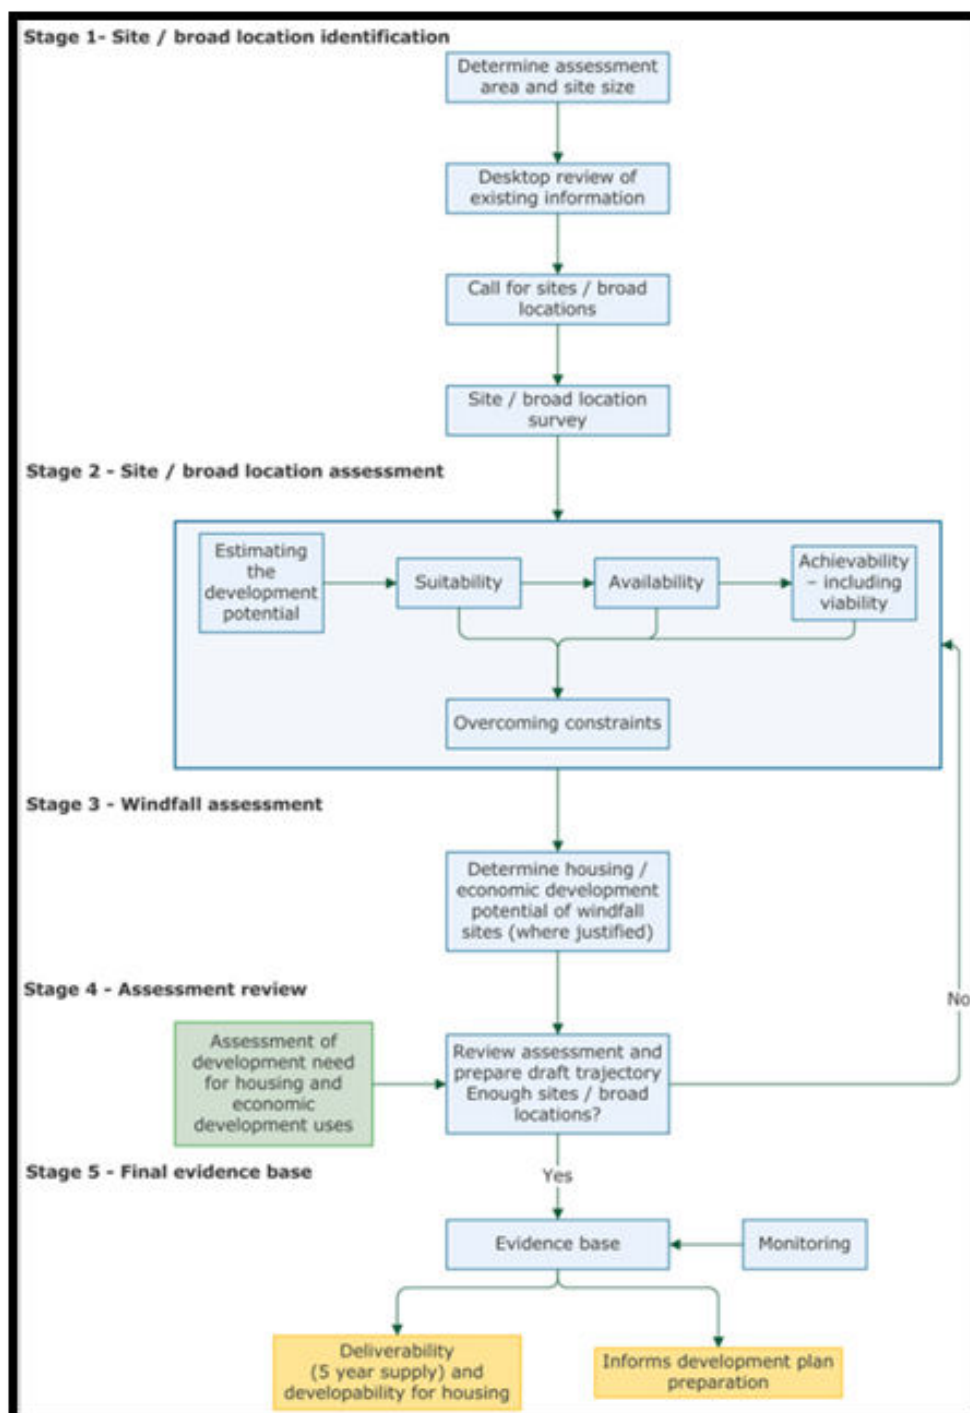 Stage 1- Site / broad location identification
Determine assessment
area and site size
Desktop review of
existing information
Call for sites / broad
locations
Site / broad location
survey
Stage 2 - Site / broad location assessment
Estimating
the
development
potential
Suitability
Availability
Achievability
– including
viability
Overcoming constraints
Stage 3 - Windfall assessment
Determine housing /
economic development
potential of windfall
sites (where justified)
Stage 4 - Assessment review
No
Assessment of
development need
for housing and
economic
development uses
Review assessment and
prepare draft trajectory
Enough sites / broad
locations?
Stage 5 - Final evidence base
Yes
Evidence base
Monitoring
Deliverability
(5 year supply) and
developability for housing
Informs development plan
preparation